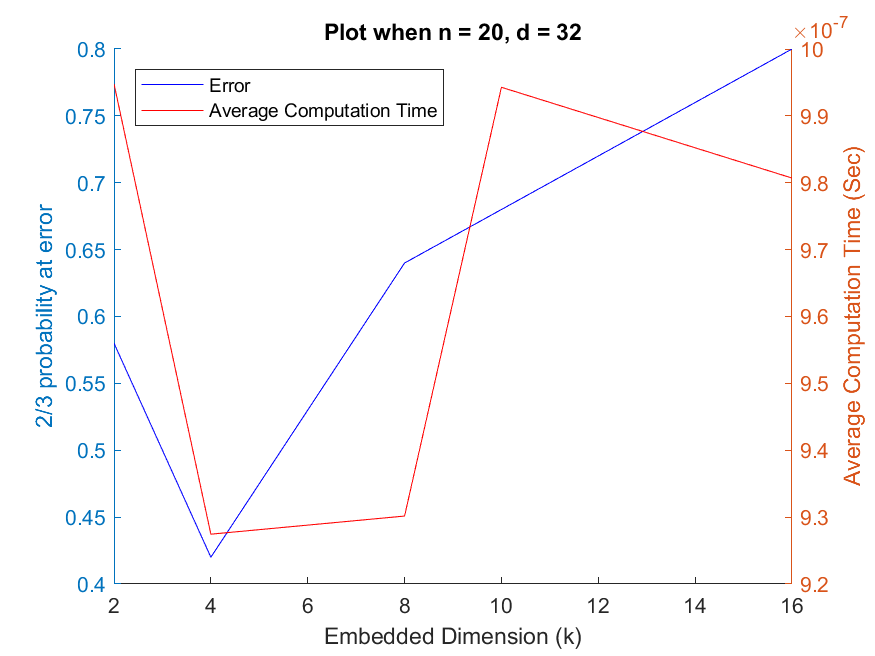 Plot when n = 20, d = 32
×10⁻⁷
Error
Average Computation Time
0.8
0.75
0.7
0.65
0.6
0.55
0.5
0.45
0.4
2/3 probability at error
10
9.9
9.8
9.7
9.6
9.5
9.4
9.3
9.2
Average Computation Time (Sec)
2 4 6 8 10 12 14 16
Embedded Dimension (k)